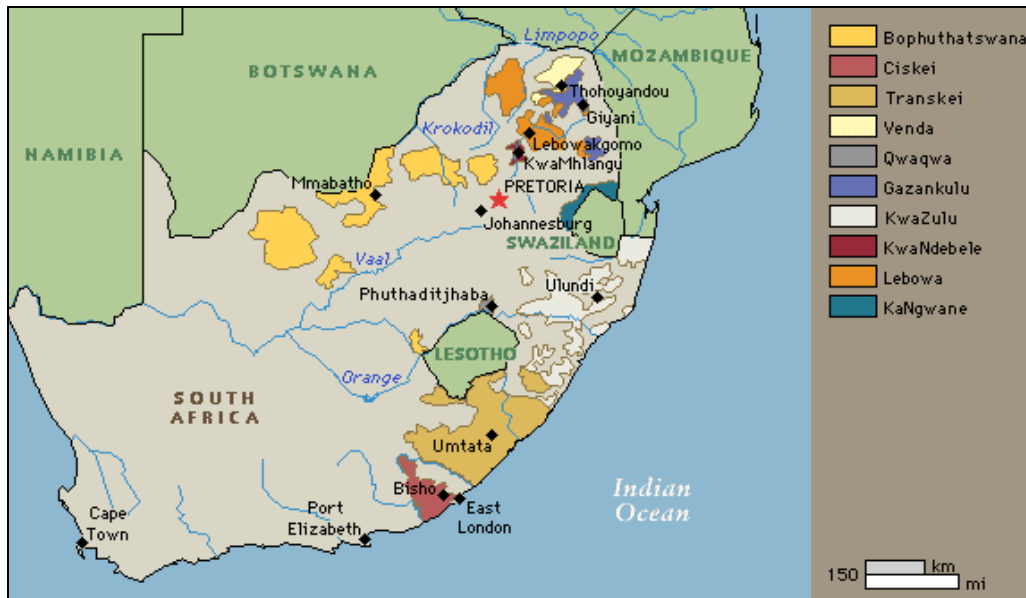 Limpopo
MOZAMBIQUE
BOTSWANA
Thohoyandou
Giyani
Krokodil
Lebowakgomo
NAMIBIA
KwaMhlangu
Mmabatho
PRETORIA
Johannesburg
SWAZILAND
Vaal
Ulundi
Phuthaditjhaba
LESOTHO
Orange
SOUTH
AFRICA
Umtata
Bisho
East
London
Indian
Ocean
Port
Elizabeth
Cape
Town
Bophuthatswana
Ciskei
Transkei
Venda
Qwaqwa
Gazankulu
KwaZulu
KwaNdebele
Lebowa
KaNgwane
150 km
mi